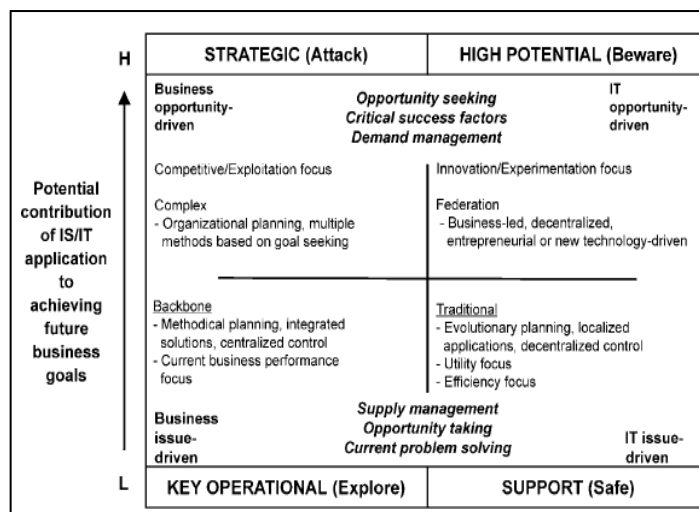 H
STRATEGIC (Attack)
HIGH POTENTIAL (Beware)
Business
opportunity-
driven
Opportunity seeking
Critical success factors
Demand management
IT
opportunity-
driven
Potential
contribution
of IS/IT
application
to
achieving
future
business
goals
Competitive/Exploitation focus
Complex
- Organizational planning, multiple
methods based on goal seeking
Innovation/Experimentation focus
Federation
- Business-led, decentralized,
entrepreneurial or new technology-driven
Backbone
- Methodical planning, integrated
solutions, centralized control
- Current business performance
focus
Traditional
- Evolutionary planning, localized
applications, decentralized control
- Utility focus
- Efficiency focus
Business
issue-
driven
Supply management
Opportunity taking
Current problem solving
IT issue-
driven
L
KEY OPERATIONAL (Explore)
SUPPORT (Safe)